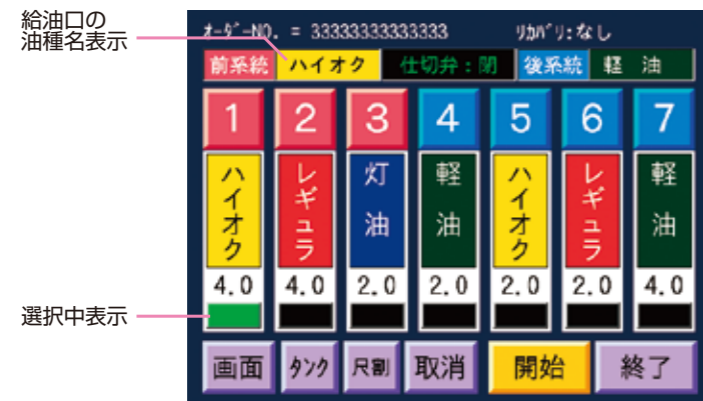 給油口の
油種名表示
ｵｰﾀﾞｰNO. = 33333333333333 ﾘｶﾊﾞﾘ:なし
前系統 ハイオク 仕切弁：閉 後系統 軽 油
1 2 3 4 5 6 7
ハイオク レギュラ 灯油 軽油 ハイオク レギュラ 軽油
4.0 4.0 2.0 2.0 2.0 2.0 4.0
選択中表示
画面 ﾀﾝｸ 尺割 取消 開始 終了